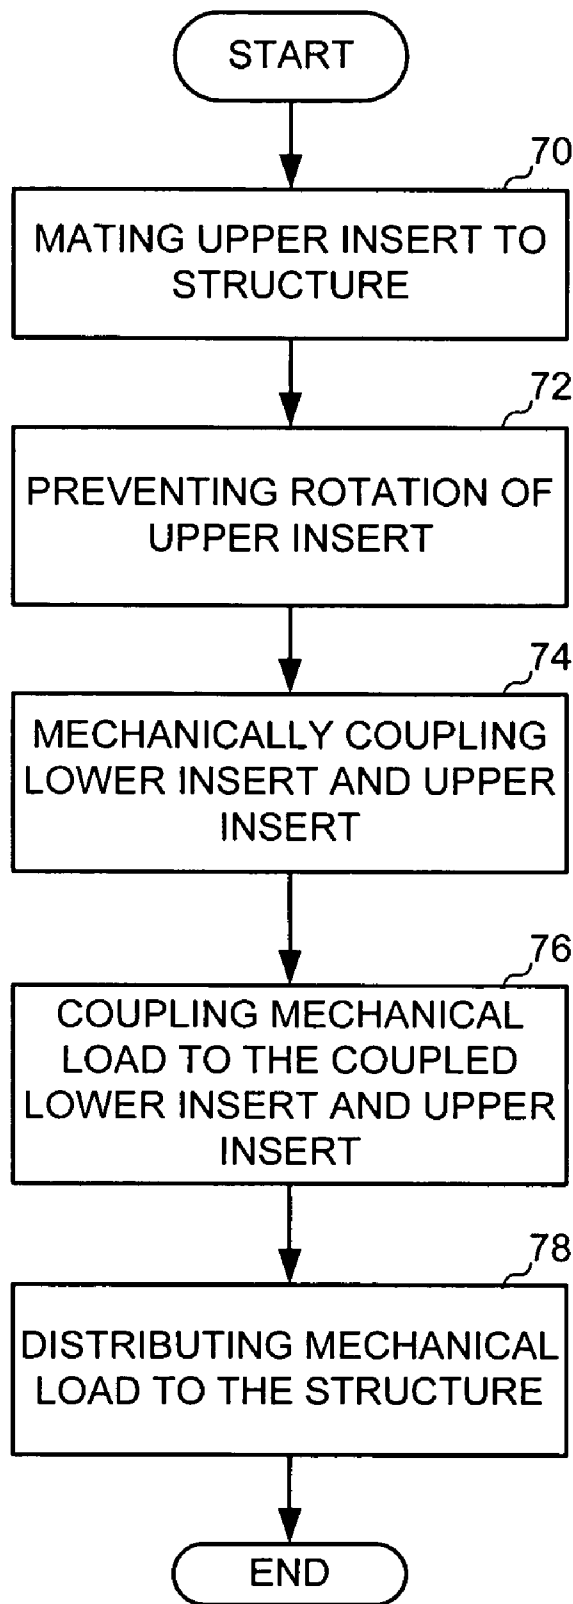 START
70
MATING UPPER INSERT TO
STRUCTURE
72
PREVENTING ROTATION OF
UPPER INSERT
74
MECHANICALLY COUPLING
LOWER INSERT AND UPPER
INSERT
76
COUPLING MECHANICAL
LOAD TO THE COUPLED
LOWER INSERT AND UPPER
INSERT
78
DISTRIBUTING MECHANICAL
LOAD TO THE STRUCTURE
END